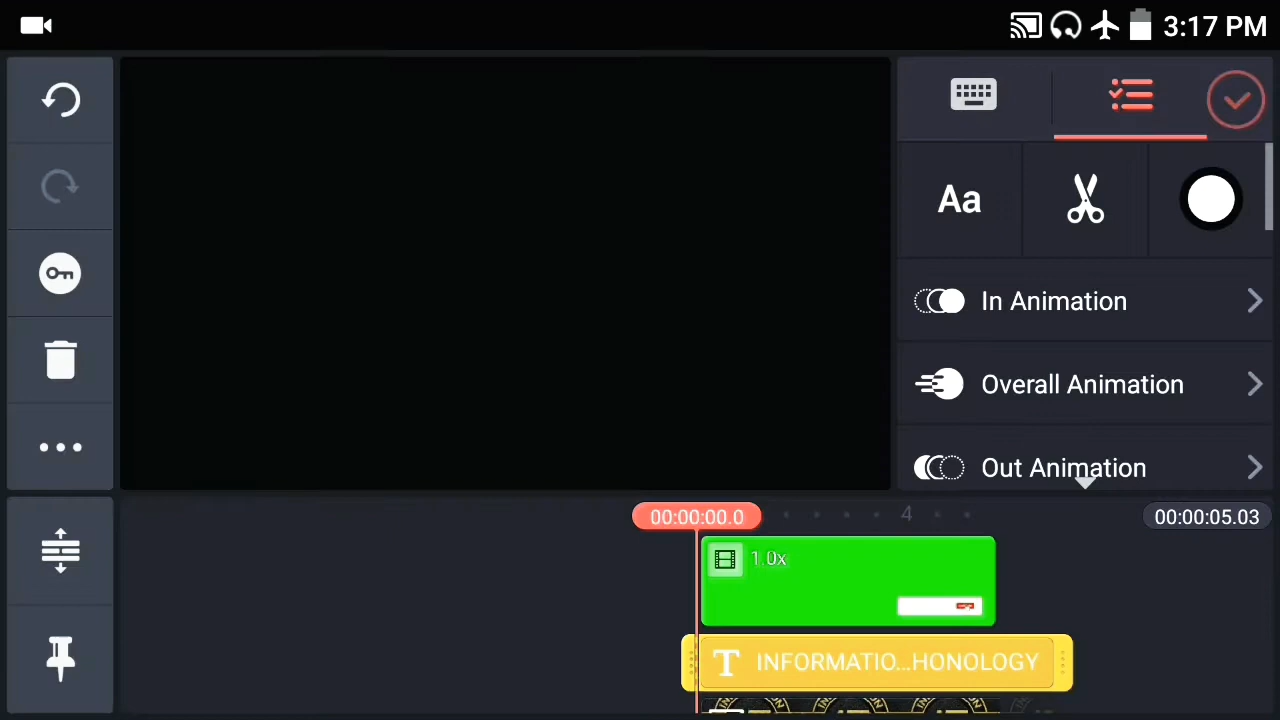 3:17 PM
Aa
In Animation
Overall Animation
Out Animation
00:00:00.0
4
00:00:05.03
1.0x
T INFORMATIO...HONOLOGY